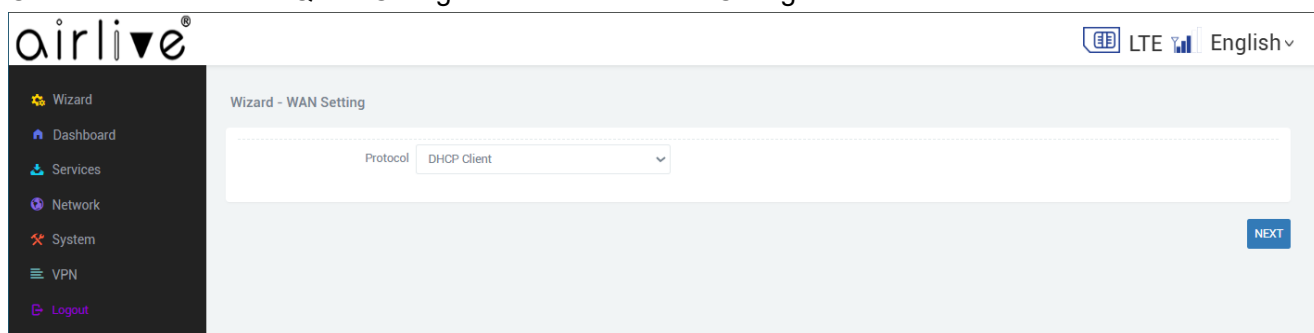 airlive®
LTE English
Wizard
Dashboard
Services
Network
System
VPN
Logout
Wizard - WAN Setting
Protocol DHCP Client
NEXT